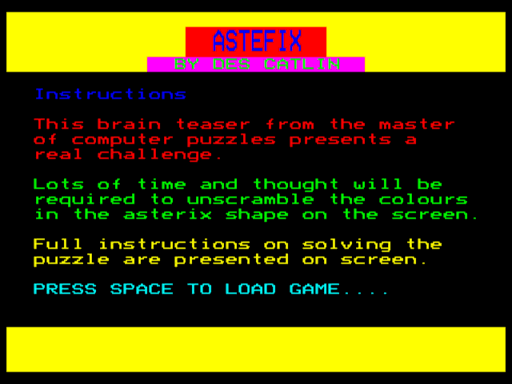 ASTEFIX
BY DES CATLIN
Instructions
This brain teaser from the master
of computer puzzles presents a
real challenge.
Lots of time and thought will be
required to unscramble the colours
in the asterix shape on the screen.
Full instructions on solving the
puzzle are presented on screen.
PRESS SPACE TO LOAD GAME....